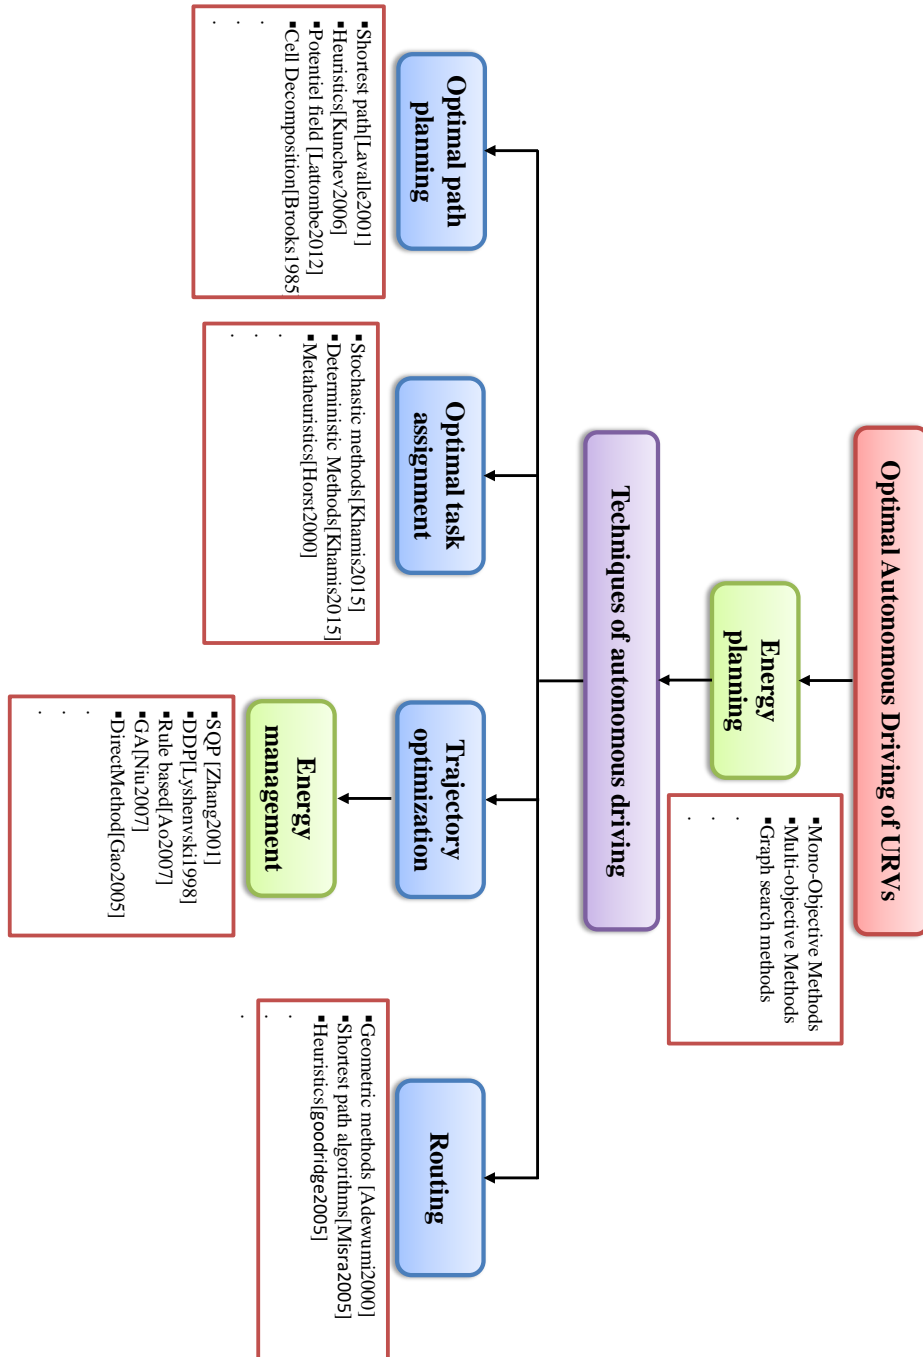 Optimal Autonomous Driving of URVs
Energy
planning
▪Mono-Objective Methods
▪Multi-objective Methods
▪Graph search methods
.
.
.
Techniques of autonomous driving
Optimal path
planning
▪Shortest path[Lavalle2001]
▪Heuristics[Kunchev2006]
▪Potentiel field [Lattombe2012]
▪Cell Decomposition[Brooks1985
.
.
.
Optimal task
assignment
▪Stochastic methods[Khamis2015]
▪Deterministic Methods[Khamis2015]
▪Metaheuristics[Horst2000]
.
.
.
Trajectory
optimization
Energy
management
▪SQP [Zhang2001]
▪DDP[Lyshenvski1998]
▪Rule based[Ao2007]
▪GA[Niu2007]
▪DirectMethod[Gao2005]
.
.
.
Routing
▪Geometric methods [Adewumi2000]
▪Shortest path algorithms[Misra2005]
▪Heuristics[goodridge2005]
.
.
.